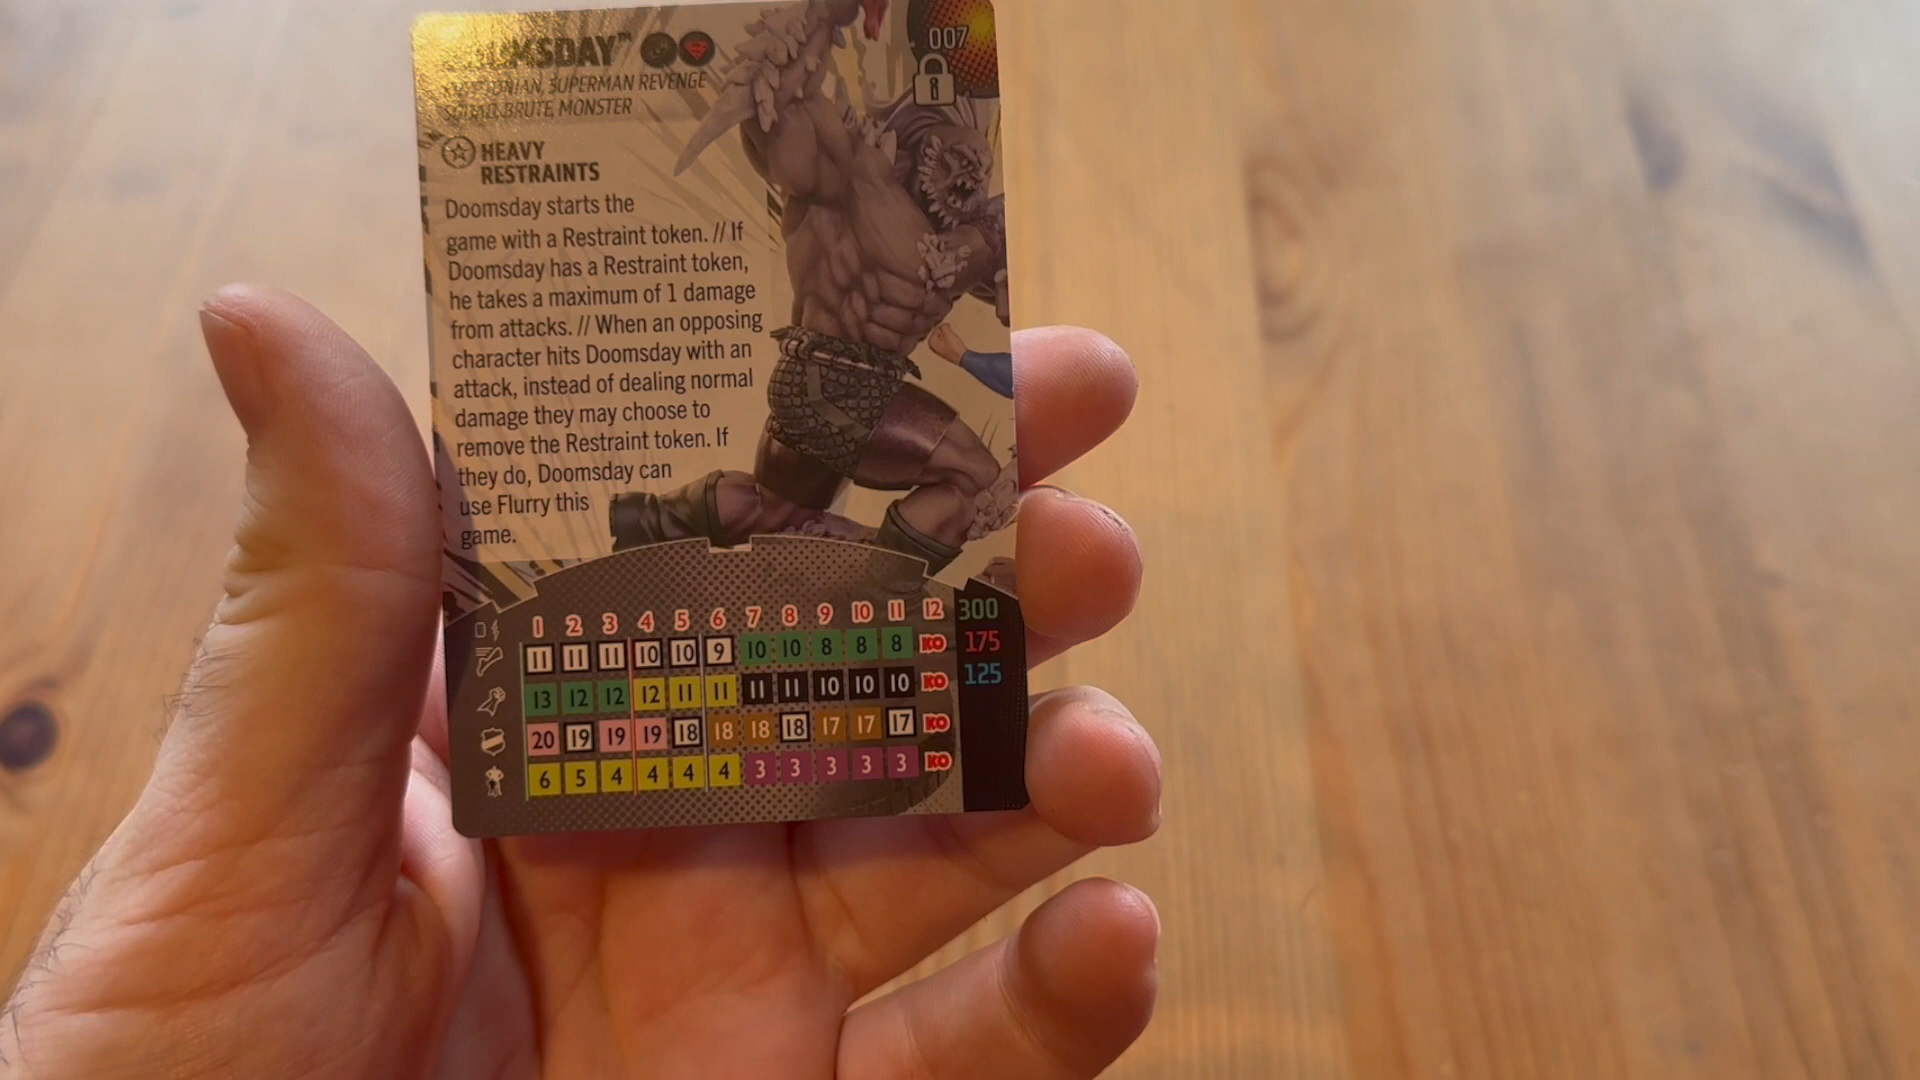 DOOMSDAY™
KRYPTONIAN, SUPERMAN REVENGE
SQUAD, BRUTE, MONSTER
007
HEAVY
RESTRAINTS
Doomsday starts the
game with a Restraint token. // If
Doomsday has a Restraint token,
he takes a maximum of 1 damage
from attacks. // When an opposing
character hits Doomsday with an
attack, instead of dealing normal
damage they may choose to
remove the Restraint token. If
they do, Doomsday can
use Flurry this
game.
0 1 2 3 4 5 6 7 8 9 10 11 12 300
11 11 11 10 10 9 10 10 8 8 8 KO 175
13 12 12 12 11 11 11 11 10 10 10 KO 125
20 19 19 19 18 18 18 18 17 17 17 KO
6 5 4 4 4 4 3 3 3 3 3 KO